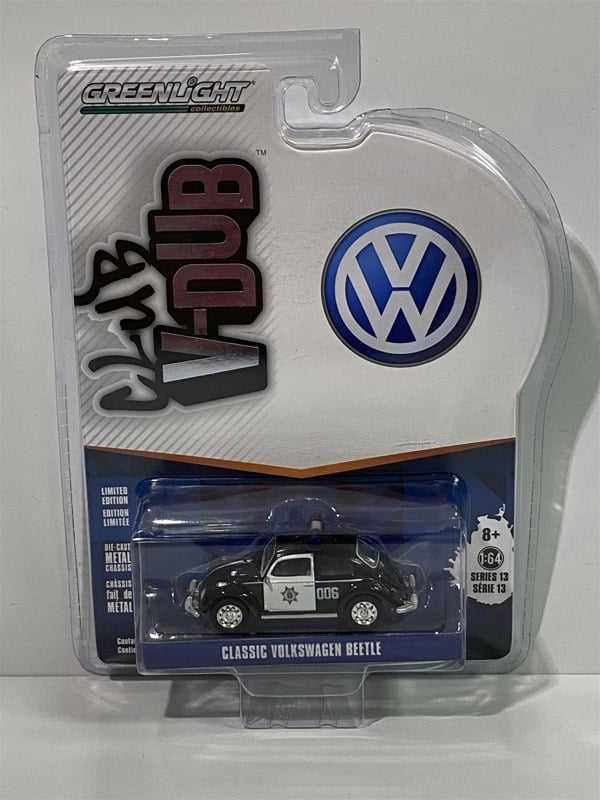 GREENLiGHT
collectibles
CLUB
V-DUB
TM
LIMITED
EDITION
EDITION
LIMITÉE
DIE-CAST
METAL
CHASSIS
CHÂSSIS
fait de
MÉTAL
8+
1:64
SERIES 13
SÉRIE 13
006
CLASSIC VOLKSWAGEN BEETLE